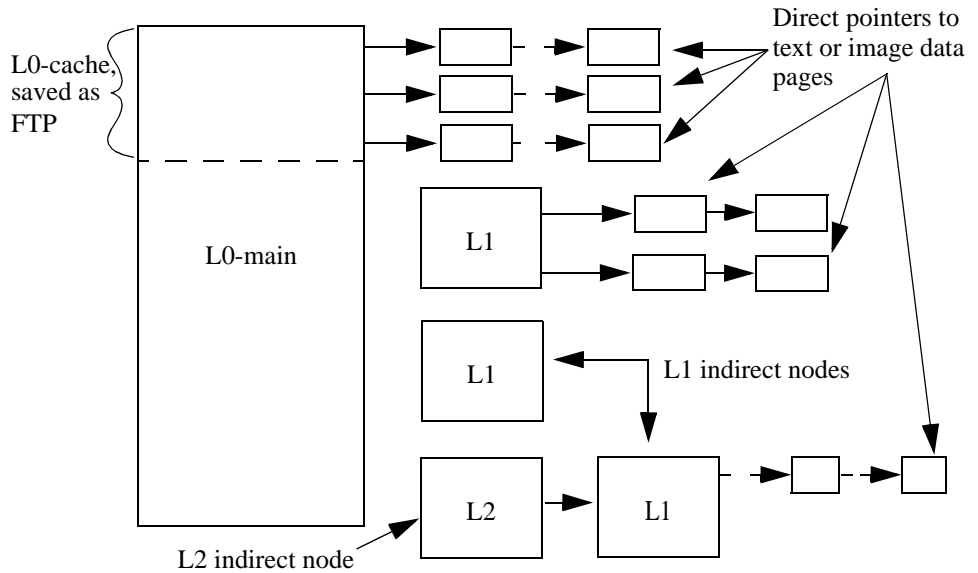 Direct pointers to
text or image data
pages
L0-cache,
saved as
FTP
L0-main
L1
L1
L1 indirect nodes
L2
L1
L2 indirect node